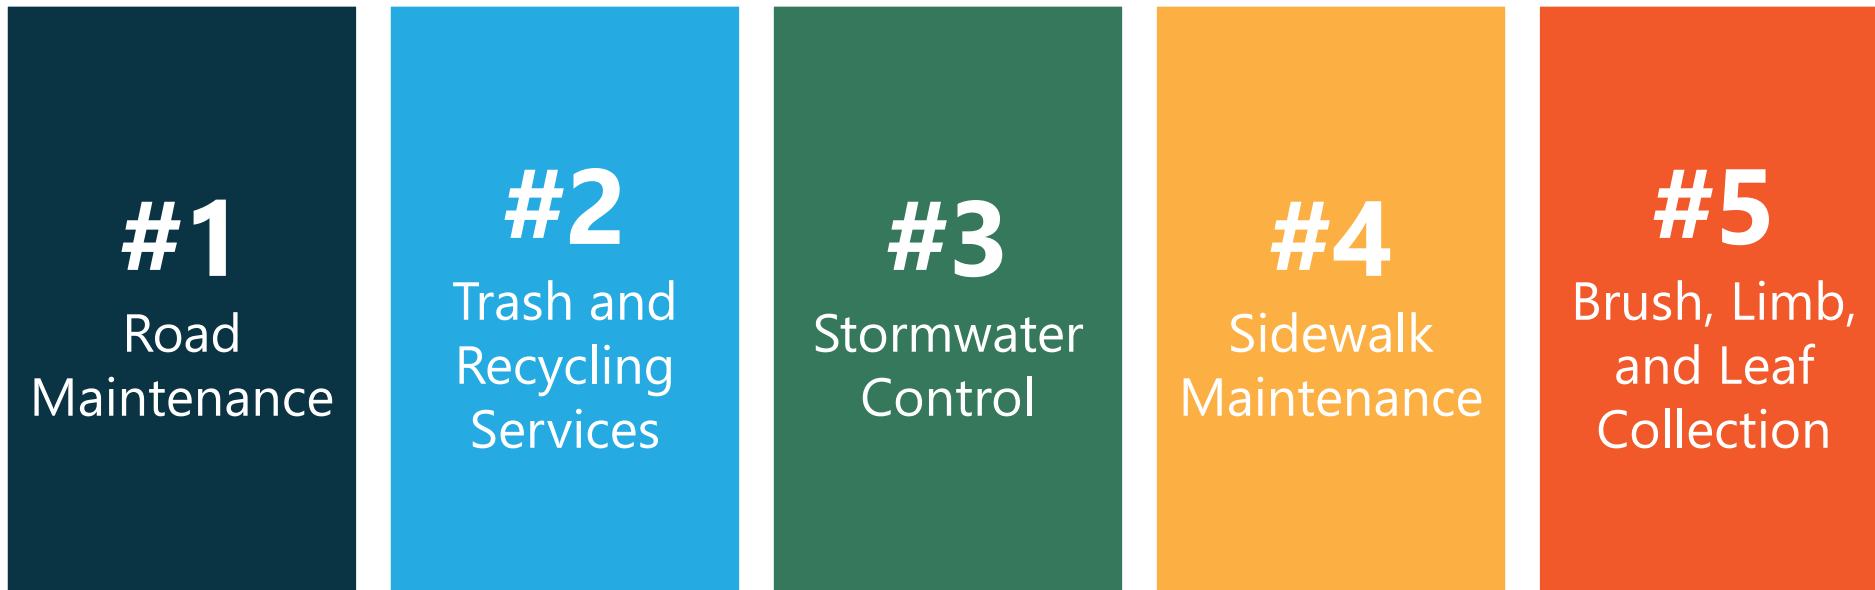 #1
Road
Maintenance
#2
Trash and
Recycling
Services
#3
Stormwater
Control
#4
Sidewalk
Maintenance
#5
Brush, Limb,
and Leaf
Collection